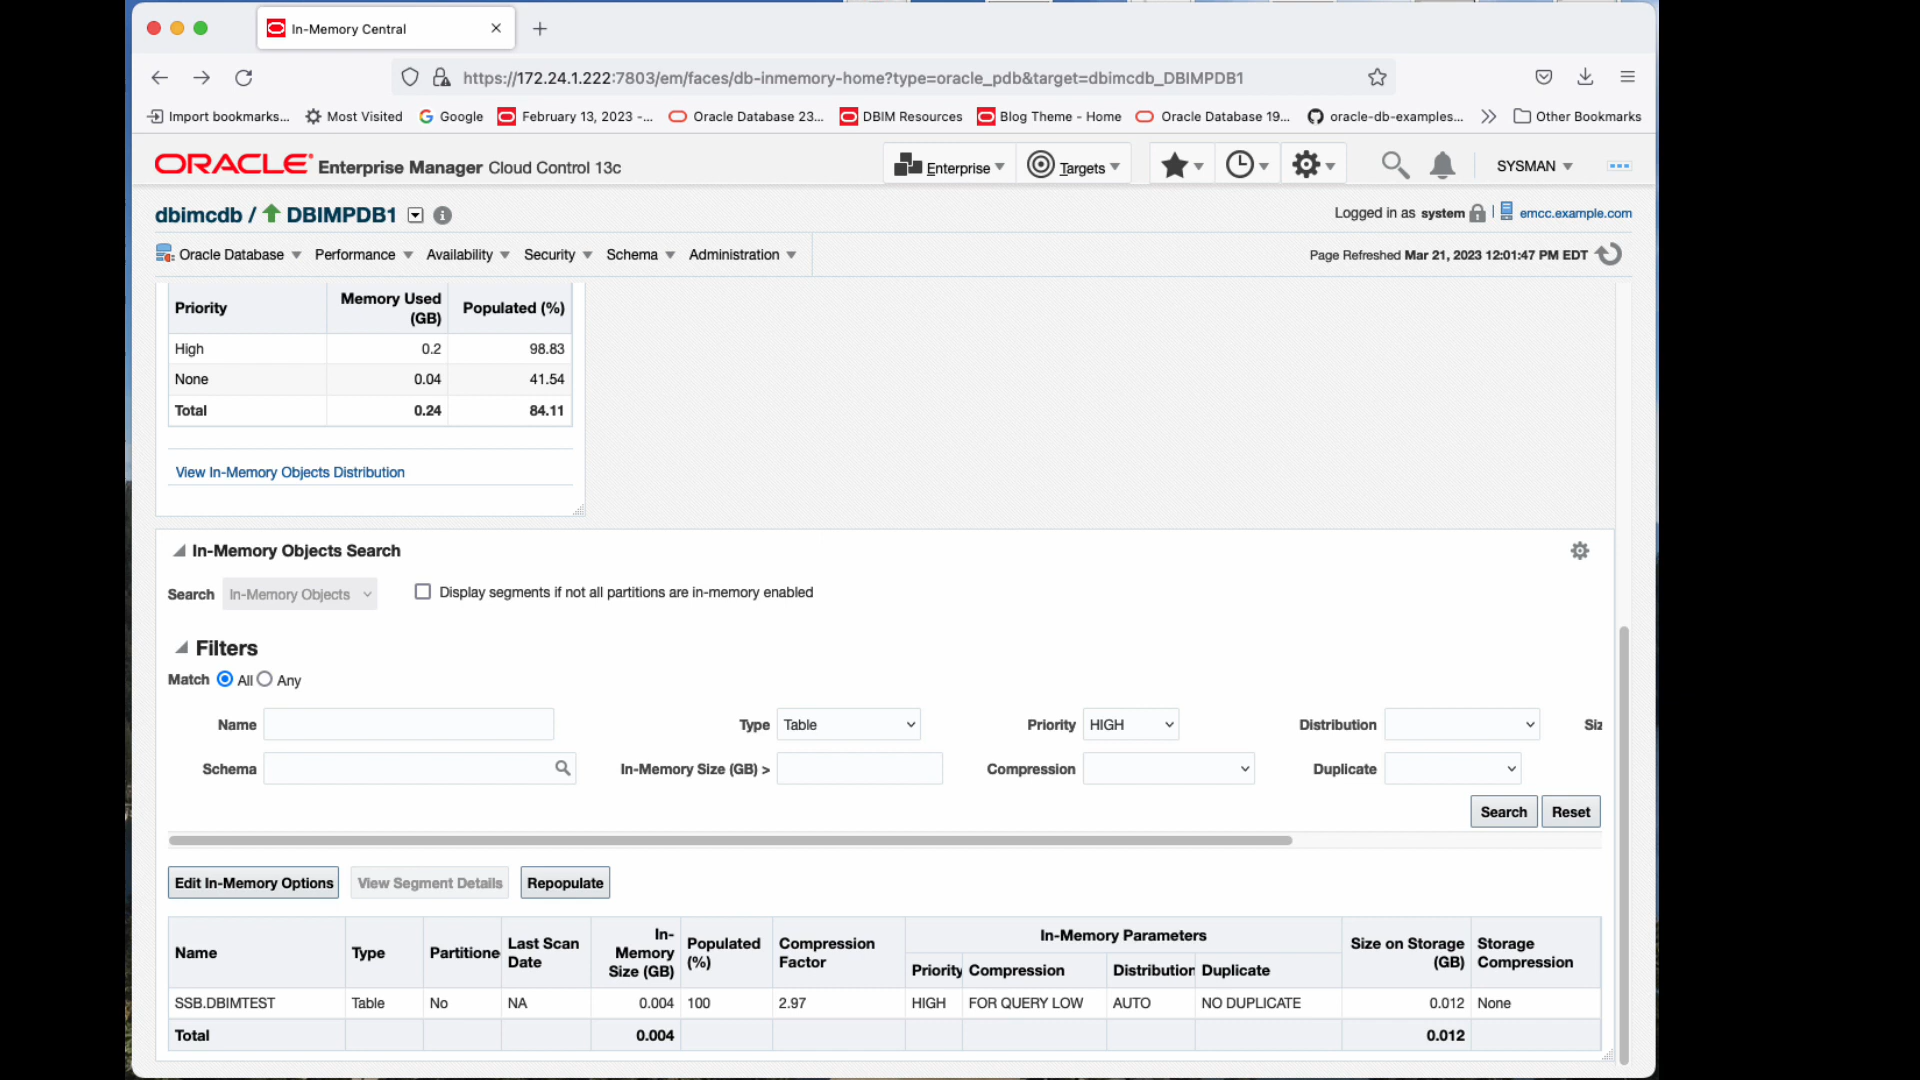 In-Memory Central
https://172.24.1.222:7803/em/faces/db-inmemory-home?type=oracle_pdb&target=dbimcdb_DBIMPDB1
Import bookmarks... Most Visited Google February 13, 2023 -... Oracle Database 23... DBIM Resources Blog Theme - Home Oracle Database 19... oracle-db-examples... Other Bookmarks
ORACLE Enterprise Manager Cloud Control 13c Enterprise Targets SYSMAN
dbimcdb / DBIMPDB1 Logged in as system emcc.example.com
Oracle Database Performance Availability Security Schema Administration Page Refreshed Mar 21, 2023 12:01:47 PM EDT
Priority Memory Used (GB) Populated (%)
High 0.2 98.83
None 0.04 41.54
Total 0.24 84.11
View In-Memory Objects Distribution
In-Memory Objects Search
Search In-Memory Objects Display segments if not all partitions are in-memory enabled
Filters
Match All Any
Name Type Table Priority HIGH Distribution Siz
Schema In-Memory Size (GB) > Compression Duplicate
Search Reset
Edit In-Memory Options View Segment Details Repopulate
Name Type Partitione Last Scan Date In-Memory Size (GB) Populated (%) Compression Factor In-Memory Parameters Size on Storage (GB) Storage Compression
Priority Compression Distribution Duplicate
SSB.DBIMTEST Table No NA 0.004 100 2.97 HIGH FOR QUERY LOW AUTO NO DUPLICATE 0.012 None
Total 0.004 0.012